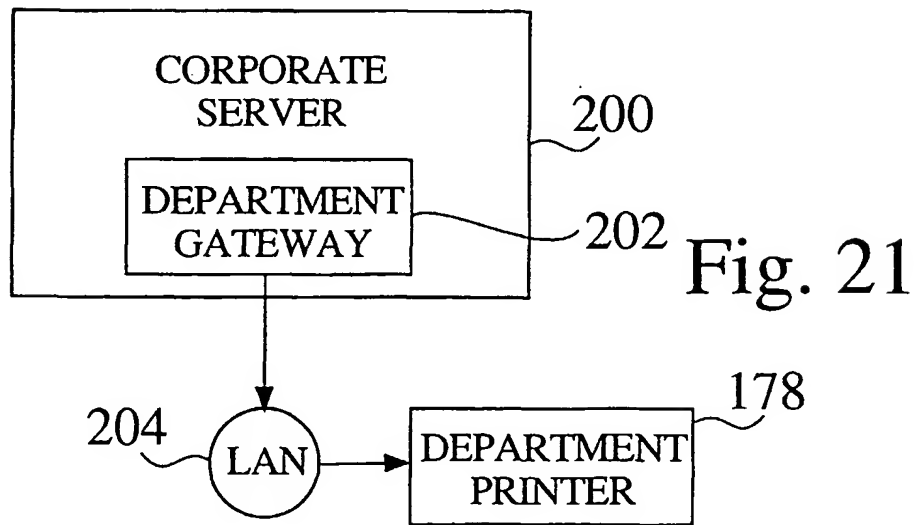 CORPORATE
SERVER
200
DEPARTMENT
GATEWAY
202
Fig. 21
204
LAN
DEPARTMENT
PRINTER
178